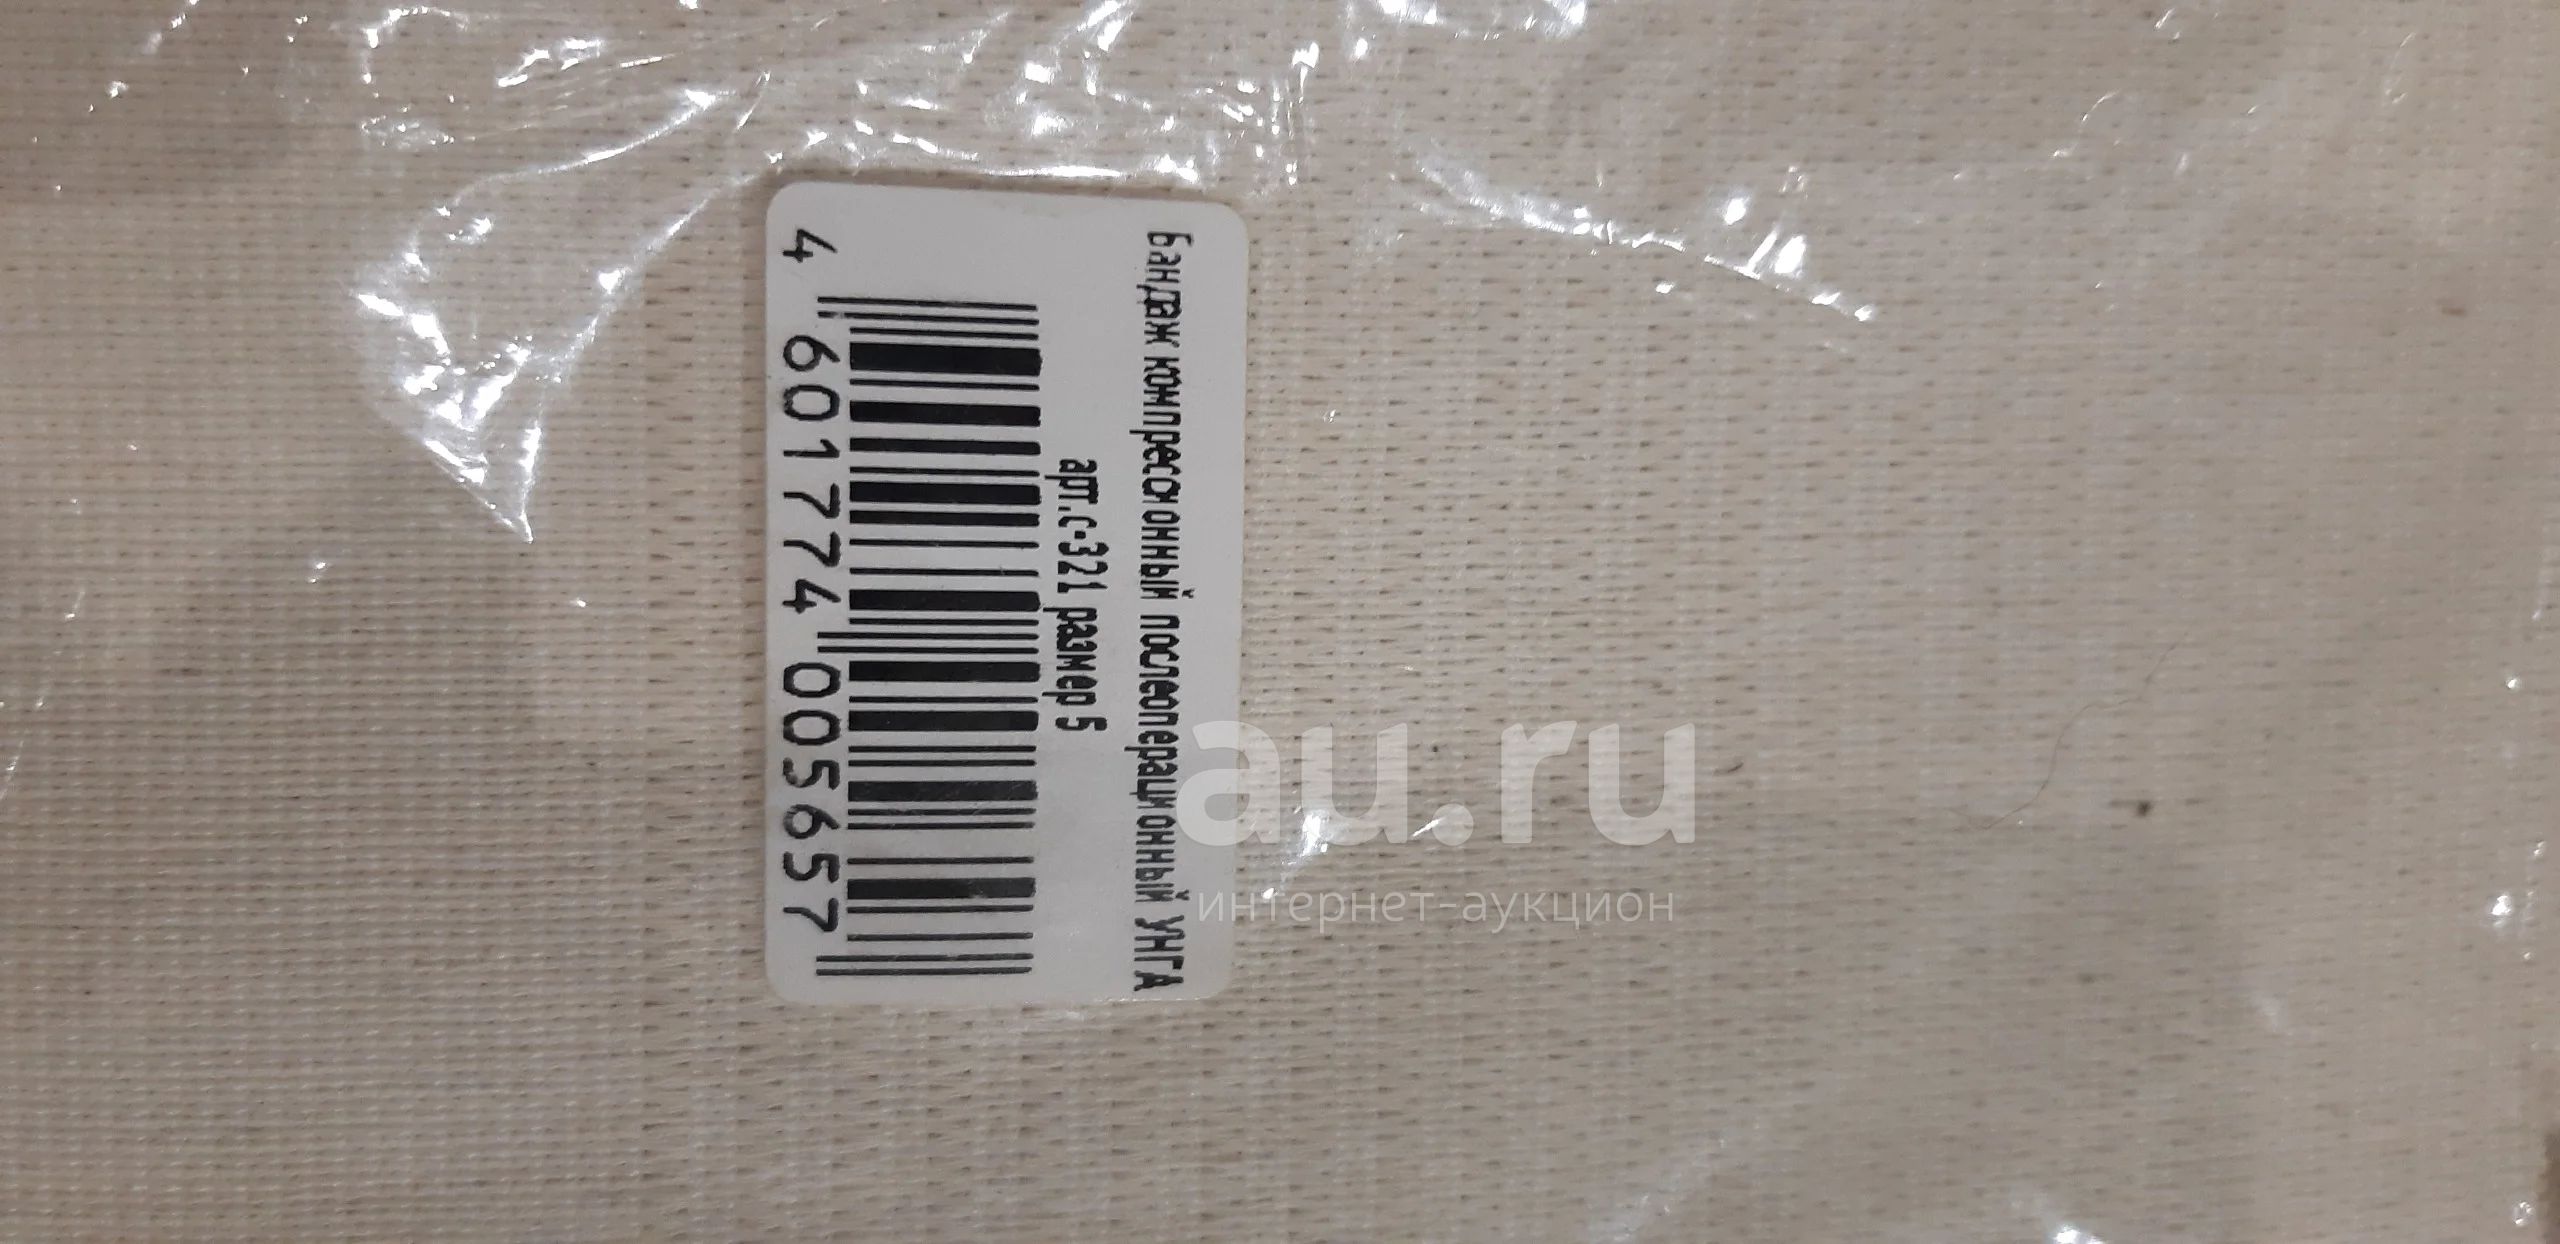 Бандаж компрессионный послеоперационный УНГА
арт.с-321 размер 5
4 601774 005657
au.ru
интернет-аукцион